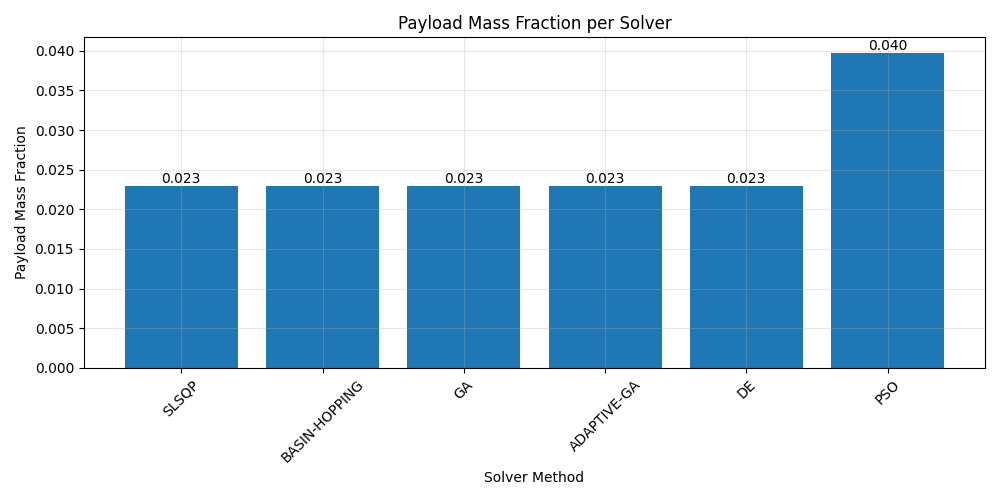 Payload Mass Fraction per Solver
Payload Mass Fraction
0.040
0.035
0.030
0.025
0.020
0.015
0.010
0.005
0.000
0.023
0.023
0.023
0.023
0.023
0.040
SLSQP
BASIN-HOPPING
GA
ADAPTIVE-GA
DE
PSO
Solver Method